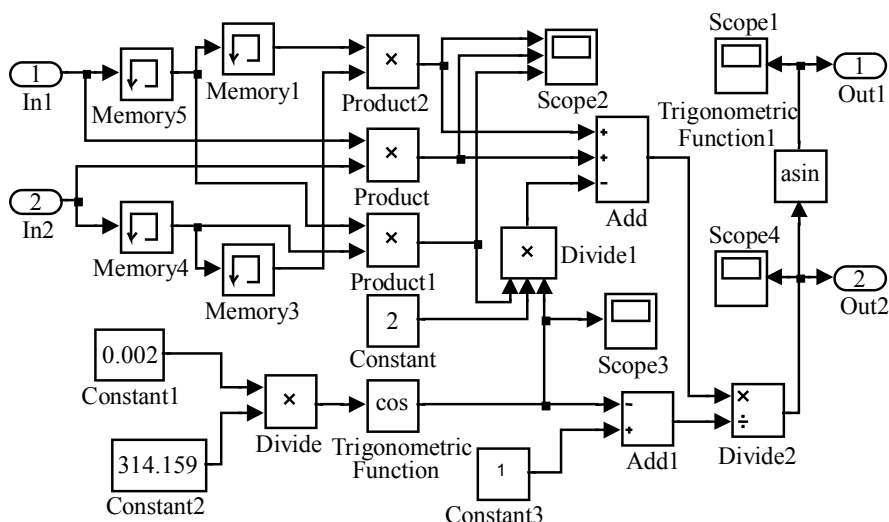 1
In1
Memory5
Memory1
×
Product2
Scope2
Scope1
1
Out1
Trigonometric
Function1
asin
×
Product
+
+
-
Add
2
In2
Memory4
Memory3
×
Product1
×
Divide1
Scope4
2
Out2
2
Constant
Scope3
0.002
Constant1
×
Divide
cos
Trigonometric
Function
-
+
Add1
×
÷
Divide2
314.159
Constant2
1
Constant3